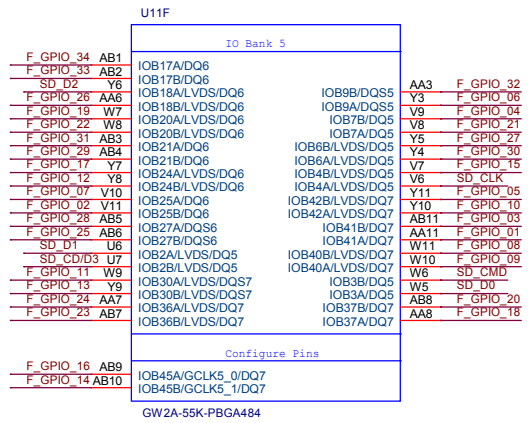 U11F
IO Bank 5
F_GPIO_34 AB1 IOB17A/DQ6
F_GPIO_33 AB2 IOB17B/DQ6
SD_D2 Y6 IOB18A/LVDS/DQ6 IOB9B/DQS5 AA3 F_GPIO_32
F_GPIO_26 AA6 IOB18B/LVDS/DQ6 IOB9A/DQS5 Y3 F_GPIO_06
F_GPIO_19 W7 IOB20A/LVDS/DQ6 IOB7B/DQ5 V9 F_GPIO_04
F_GPIO_22 W8 IOB20B/LVDS/DQ6 IOB7A/DQ5 V8 F_GPIO_21
F_GPIO_31 AB3 IOB21A/DQ6 IOB6B/LVDS/DQ5 Y5 F_GPIO_27
F_GPIO_29 AB4 IOB21B/DQ6 IOB6A/LVDS/DQ5 Y4 F_GPIO_30
F_GPIO_17 Y7 IOB24A/LVDS/DQ6 IOB4B/LVDS/DQ5 V7 F_GPIO_15
F_GPIO_12 Y8 IOB24B/LVDS/DQ6 IOB4A/LVDS/DQ5 V6 SD_CLK
F_GPIO_07 V10 IOB25A/DQ6 IOB42B/LVDS/DQ7 Y11 F_GPIO_05
F_GPIO_02 V11 IOB25B/DQ6 IOB42A/LVDS/DQ7 Y10 F_GPIO_10
F_GPIO_28 AB5 IOB27A/DQS6 IOB41B/DQ7 AB11 F_GPIO_03
F_GPIO_25 AB6 IOB27B/DQS6 IOB41A/DQ7 AA11 F_GPIO_01
SD_D1 U6 IOB2A/LVDS/DQ5 IOB40B/LVDS/DQ7 W11 F_GPIO_08
SD_CD/D3 U7 IOB2B/LVDS/DQ5 IOB40A/LVDS/DQ7 W10 F_GPIO_09
F_GPIO_11 W9 IOB30A/LVDS/DQS7 IOB3B/DQ5 W6 SD_CMD
F_GPIO_13 Y9 IOB30B/LVDS/DQS7 IOB3A/DQ5 W5 SD_D0
F_GPIO_24 AA7 IOB36A/LVDS/DQ7 IOB37B/DQ7 AB8 F_GPIO_20
F_GPIO_23 AB7 IOB36B/LVDS/DQ7 IOB37A/DQ7 AA8 F_GPIO_18
Configure Pins
F_GPIO_16 AB9 IOB45A/GCLK5_0/DQ7
F_GPIO_14 AB10 IOB45B/GCLK5_1/DQ7
GW2A-55K-PBGA484